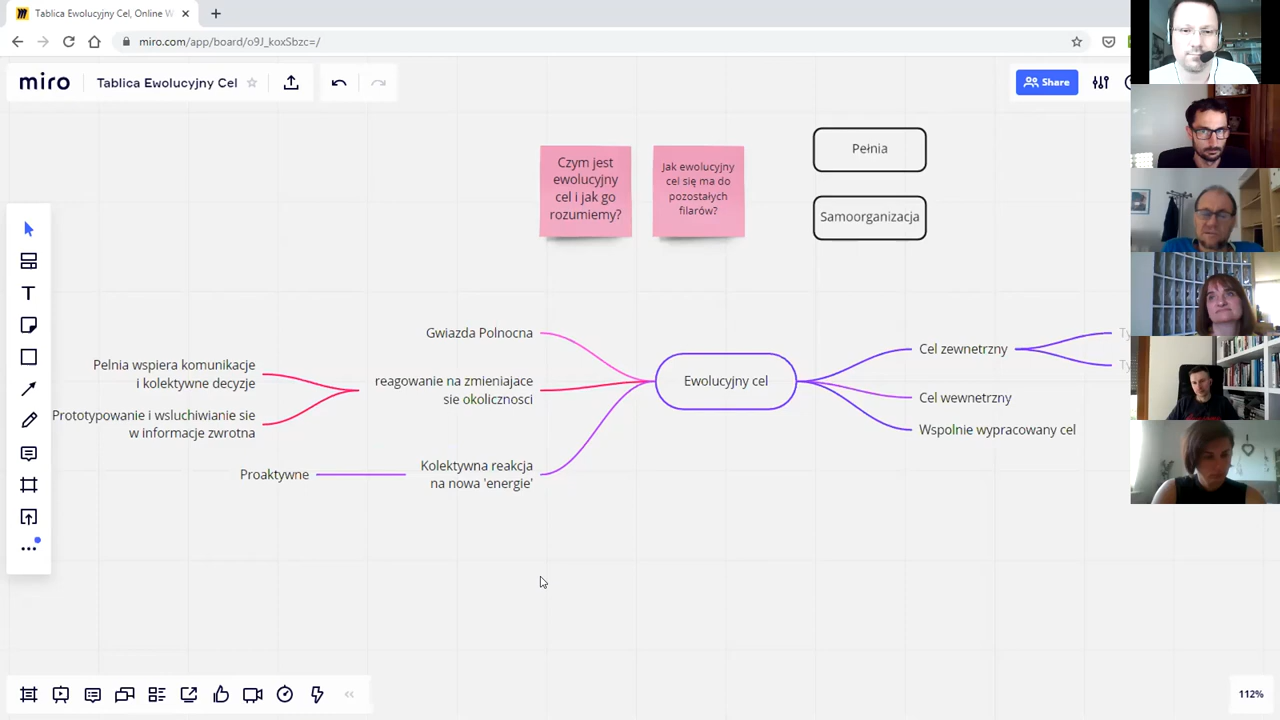 Tablica Ewolucyjny Cel, Online W
miro.com/app/board/o9J_koxSbzc=/
miro
Tablica Ewolucyjny Cel
Share
Czym jest
ewolucyjny
cel i jak go
rozumiemy?
Jak ewolucyjny
cel się ma do
pozostałych
filarów?
Pełnia
Samoorganizacja
Gwiazda Polnocna
Pelnia wspiera komunikacje
i kolektywne decyzje
reagowanie na zmieniajace
sie okolicznosci
Prototypowanie i wsluchiwianie sie
w informacje zwrotna
Proaktywne
Kolektywna reakcja
na nowa 'energie'
Ewolucyjny cel
Cel zewnetrzny
Cel wewnetrzny
Wspolnie wypracowany cel
112%